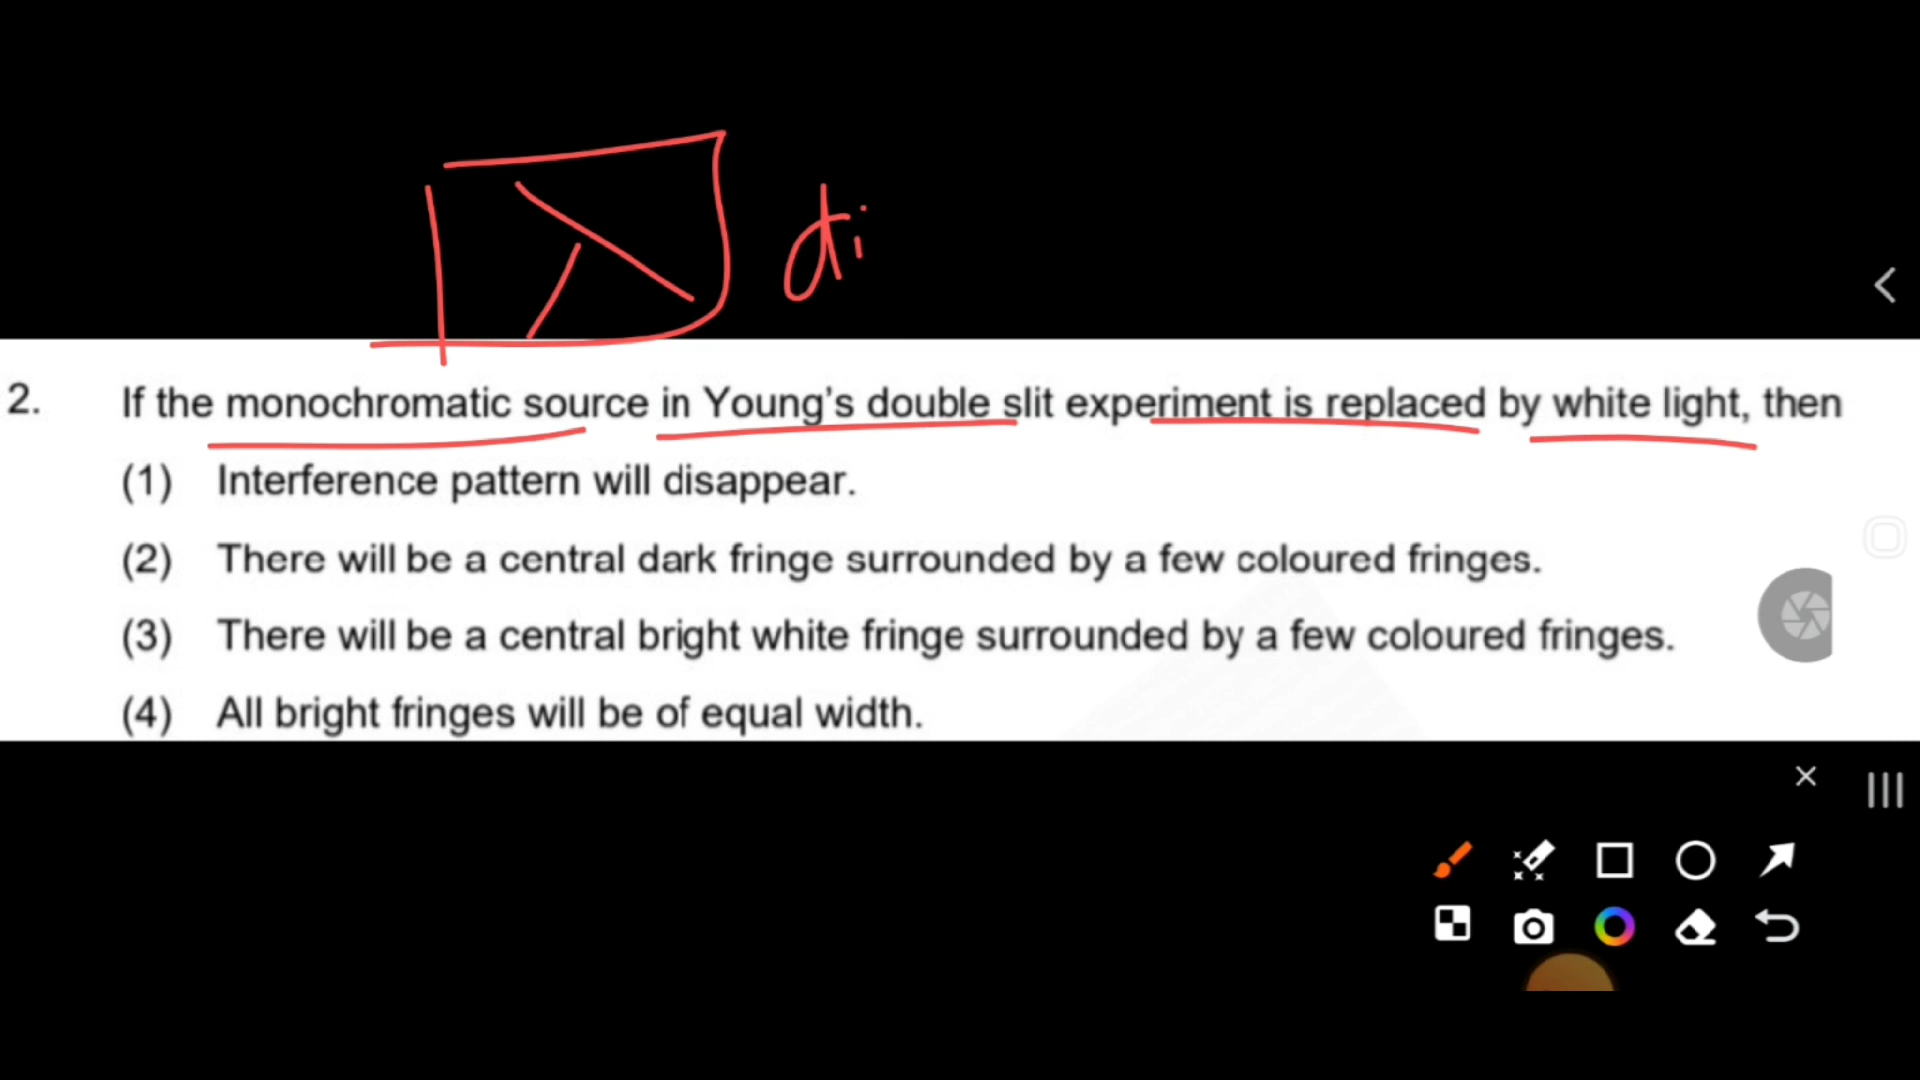 λ di
2. If the monochromatic source in Young's double slit experiment is replaced by white light, then
(1) Interference pattern will disappear.
(2) There will be a central dark fringe surrounded by a few coloured fringes.
(3) There will be a central bright white fringe surrounded by a few coloured fringes.
(4) All bright fringes will be of equal width.